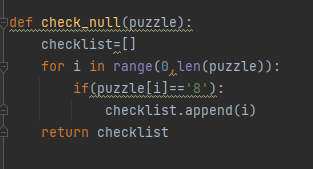 def check_null(puzzle):
    checklist=[]
    for i in range(0,len(puzzle)):
        if(puzzle[i]=='8'):
            checklist.append(i)
    return checklist